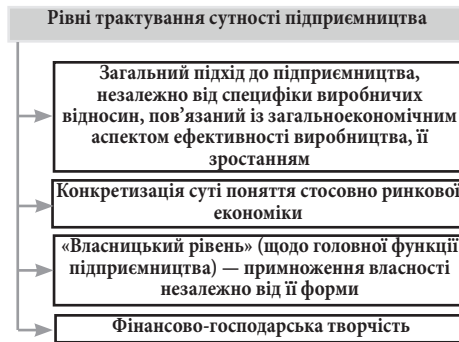 Рівні трактування сутності підприємництва
Загальний підхід до підприємництва,
незалежно від специфіки виробничих
відносин, пов’язаний із загальноекономічним
аспектом ефективності виробництва, її
зростанням
Конкретизація суті поняття стосовно ринкової
економіки
«Власницький рівень» (щодо головної функції
підприємництва) — примноження власності
незалежно від її форми
Фінансово-господарська творчість